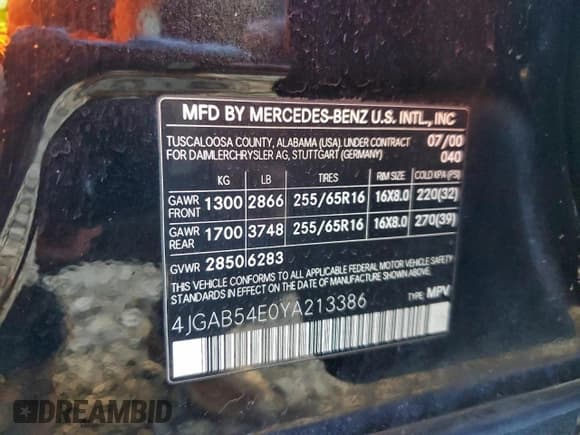 MFD BY MERCEDES-BENZ U.S. INTL., INC
TUSCALOOSA COUNTY, ALABAMA (USA). UNDER CONTRACT 07/00
FOR DAIMLERCHRYSLER AG, STUTTGART (GERMANY) 040
KG LB TIRES RIM SIZE COLD KPA (PSI)
GAWR FRONT 1300 2866 255/65R16 16X8.0 220(32)
GAWR REAR 1700 3748 255/65R16 16X8.0 270(39)
GVWR 2850 6283
THIS VEHICLE CONFORMS TO ALL APPLICABLE FEDERAL MOTOR VEHICLE SAFETY
STANDARDS IN EFFECT ON THE DATE OF MANUFACTURE SHOWN ABOVE.
4JGAB54E0YA213386 TYPE: MPV
DREAMBID